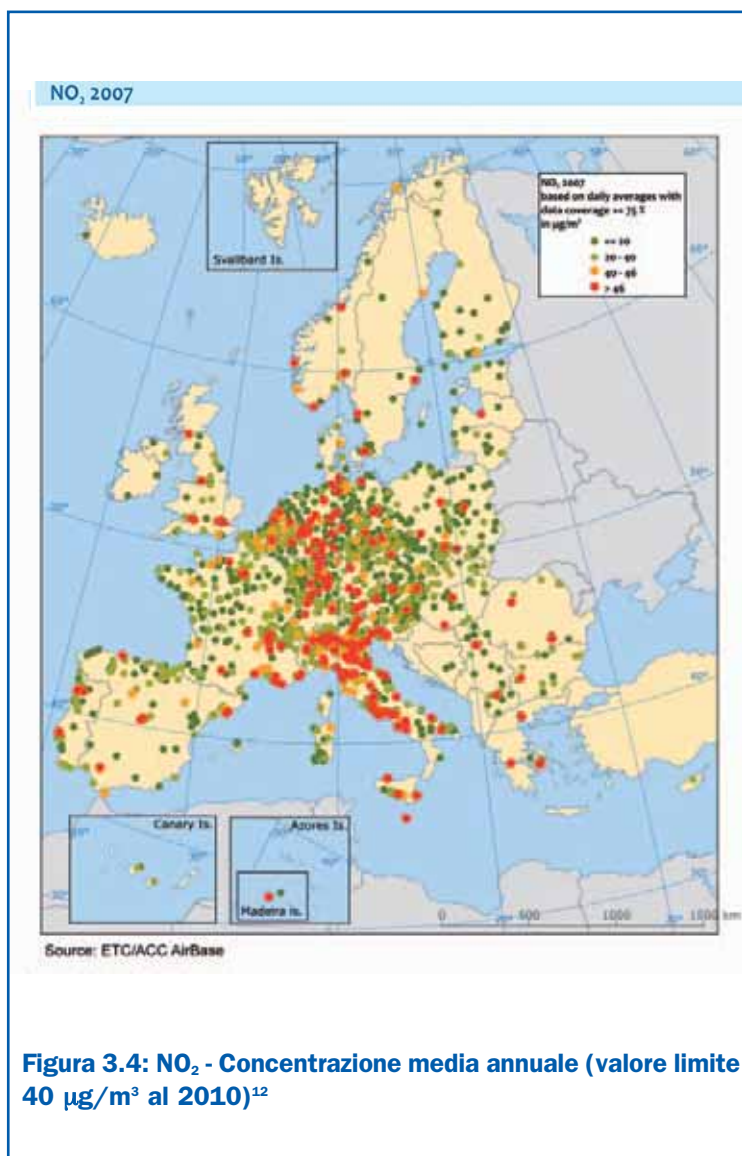 NO₂ 2007
NO₂ 2007
based on daily averages with
data coverage >= 75 %
in µg/m³
<= 20
20 - 40
40 - 46
> 46
Svalbard Is.
Canary Is.
Azores Is.
Madeira is.
0 500 1000 1500 km
Source: ETC/ACC AirBase
Figura 3.4: NO₂ - Concentrazione media annuale (valore limite
40 µg/m³ al 2010)¹²